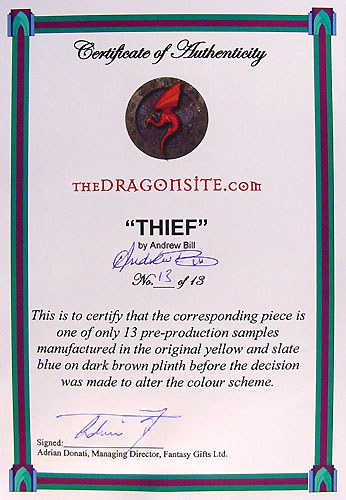 Certificate of Authenticity
THEDRAGONSITE.COM
“THIEF”
by Andrew Bill
Andrew Bill
No. 13 of 13
This is to certify that the corresponding piece is
one of only 13 pre-production samples
manufactured in the original yellow and slate
blue on dark brown plinth before the decision
was made to alter the colour scheme.
Signed:
Adrian Donati, Managing Director, Fantasy Gifts Ltd.